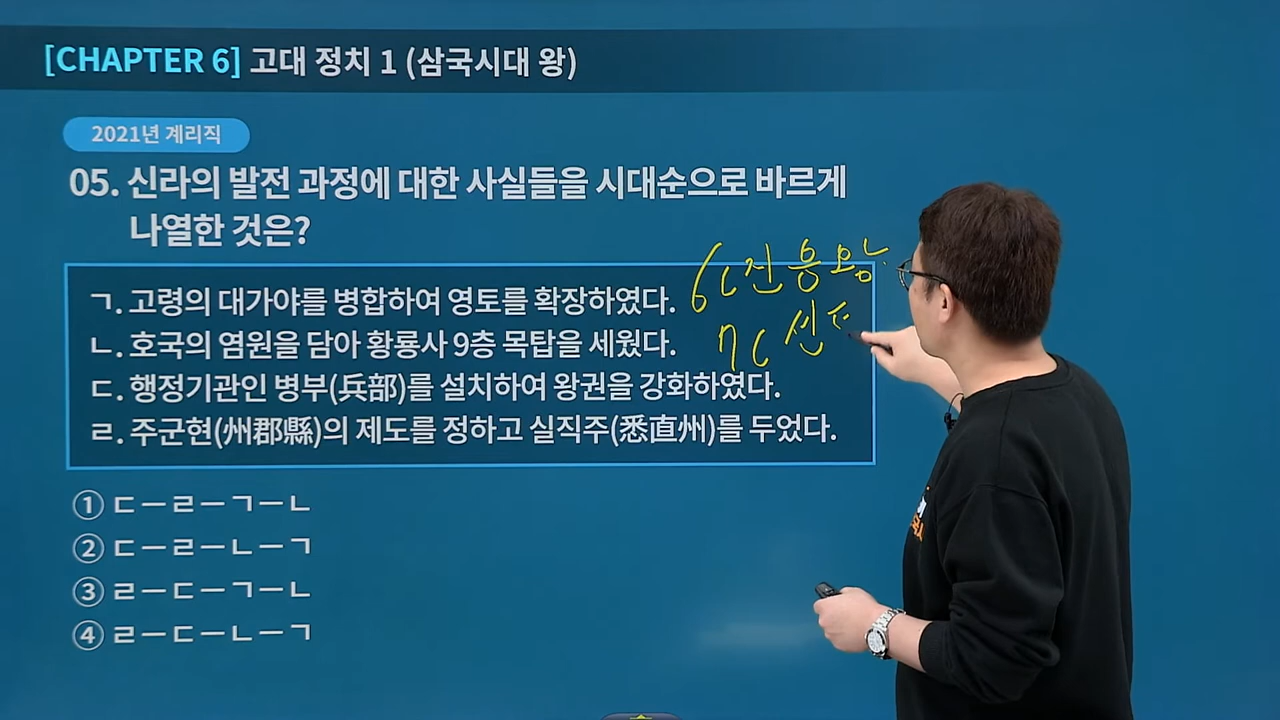 [CHAPTER 6] 고대 정치 1 (삼국시대 왕)
2021년 계리직
05. 신라의 발전 과정에 대한 사실들을 시대순으로 바르게
나열한 것은?
ㄱ. 고령의 대가야를 병합하여 영토를 확장하였다.
ㄴ. 호국의 염원을 담아 황룡사 9층 목탑을 세웠다.
ㄷ. 행정기관인 병부(兵部)를 설치하여 왕권을 강화하였다.
ㄹ. 주군현(州郡縣)의 제도를 정하고 실직주(悉直州)를 두었다.
6C
7C 선
① ㄷ-ㄹ-ㄱ-ㄴ
② ㄷ-ㄹ-ㄴ-ㄱ
③ ㄹ-ㄷ-ㄱ-ㄴ
④ ㄹ-ㄷ-ㄴ-ㄱ